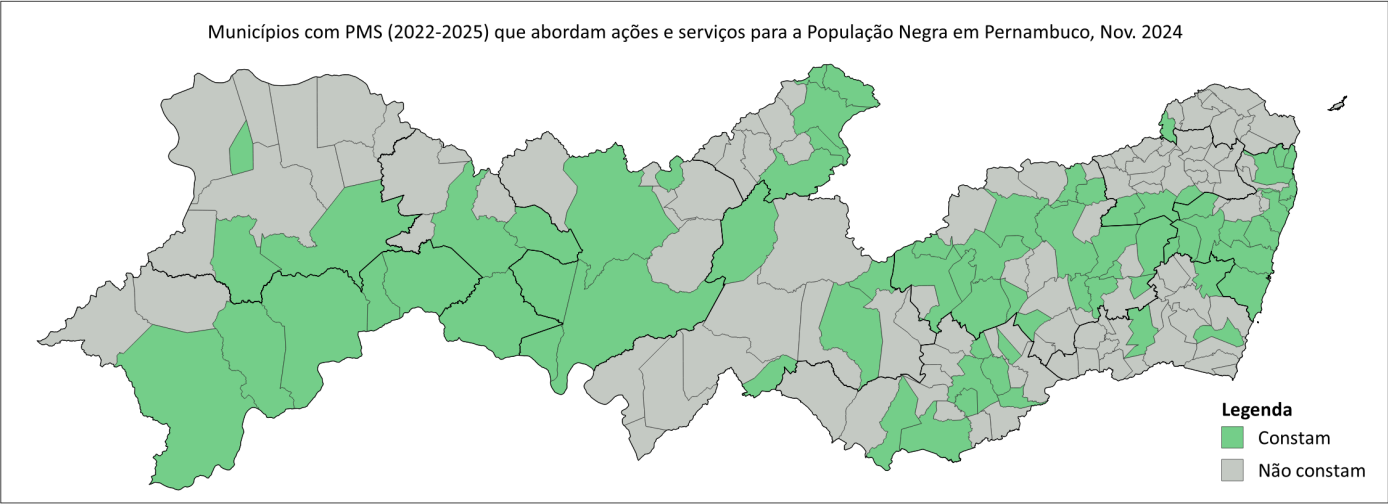 Municípios com PMS (2022-2025) que abordam ações e serviços para a População Negra em Pernambuco, Nov. 2024
Legenda
Constam
Não constam